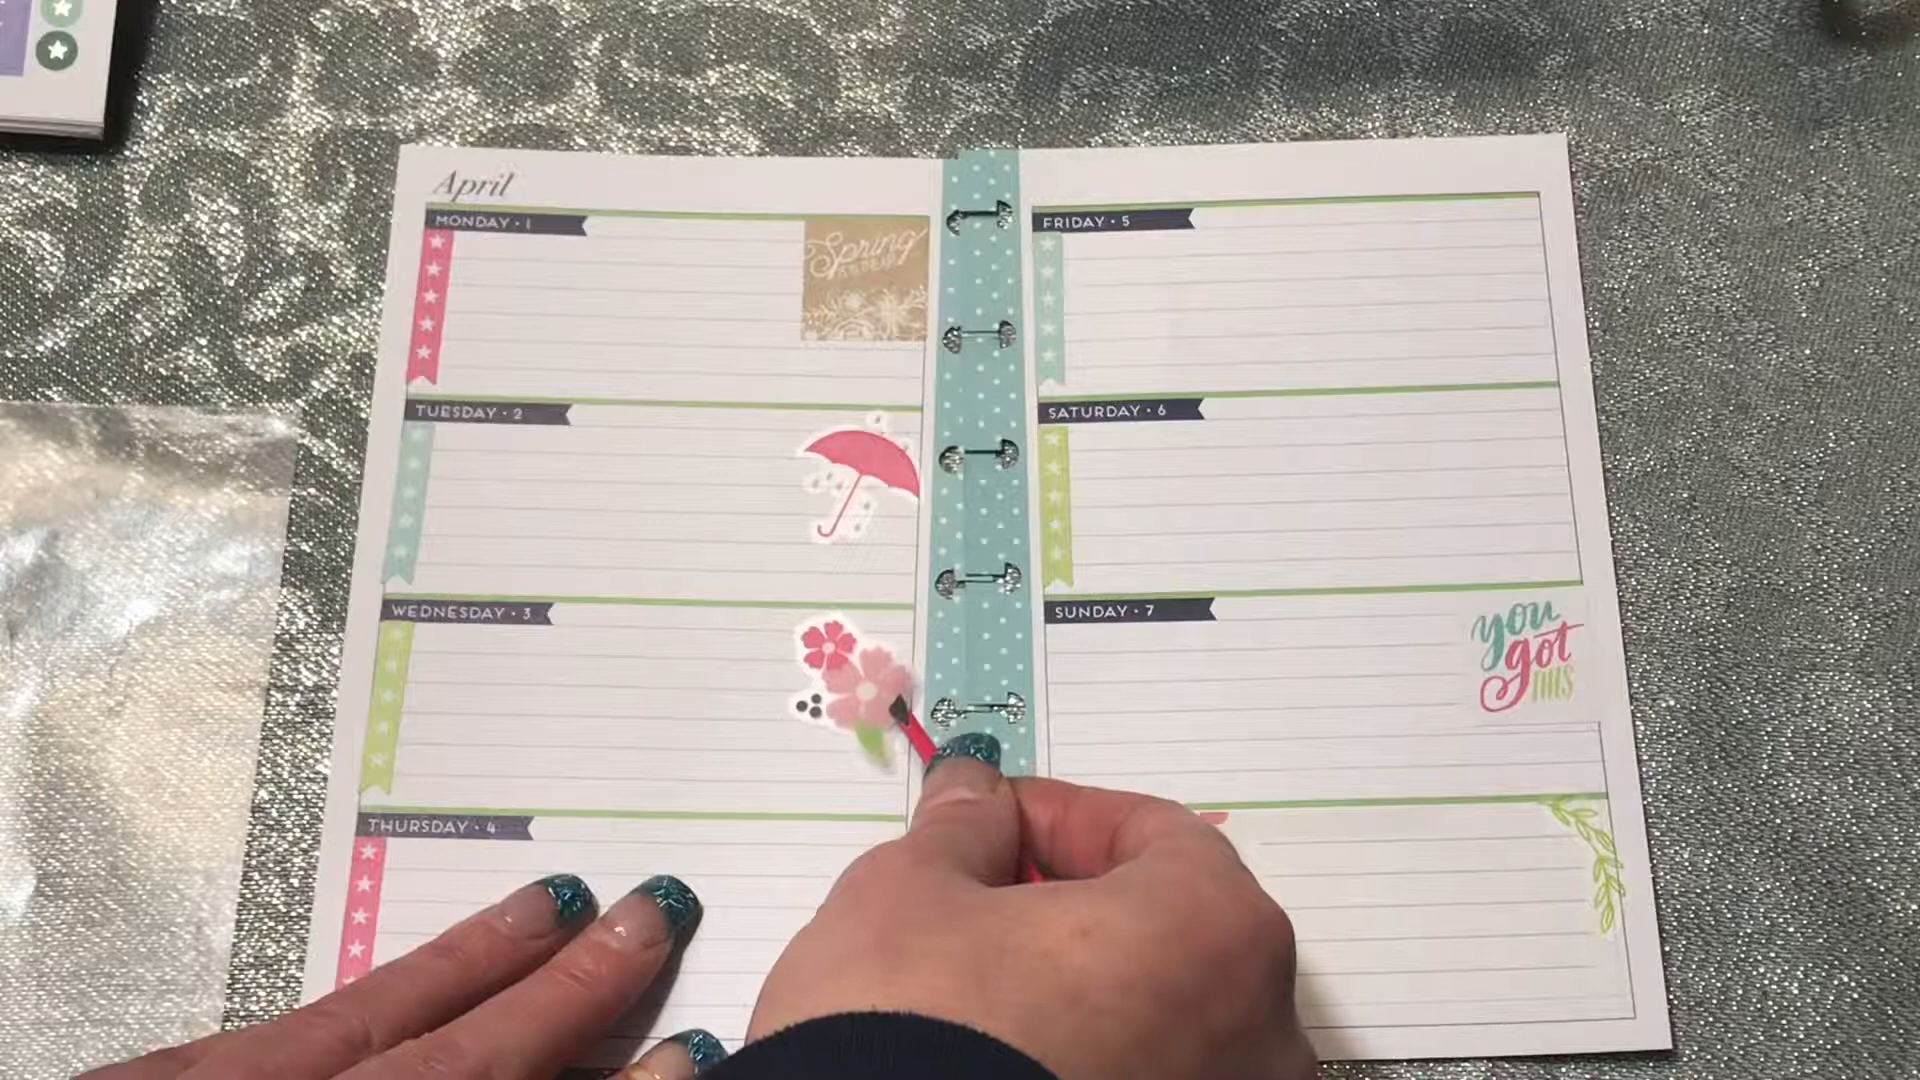 April
MONDAY • 1
Spring
TUESDAY • 2
WEDNESDAY • 3
THURSDAY • 4
FRIDAY • 5
SATURDAY • 6
SUNDAY • 7
you
got
THIS